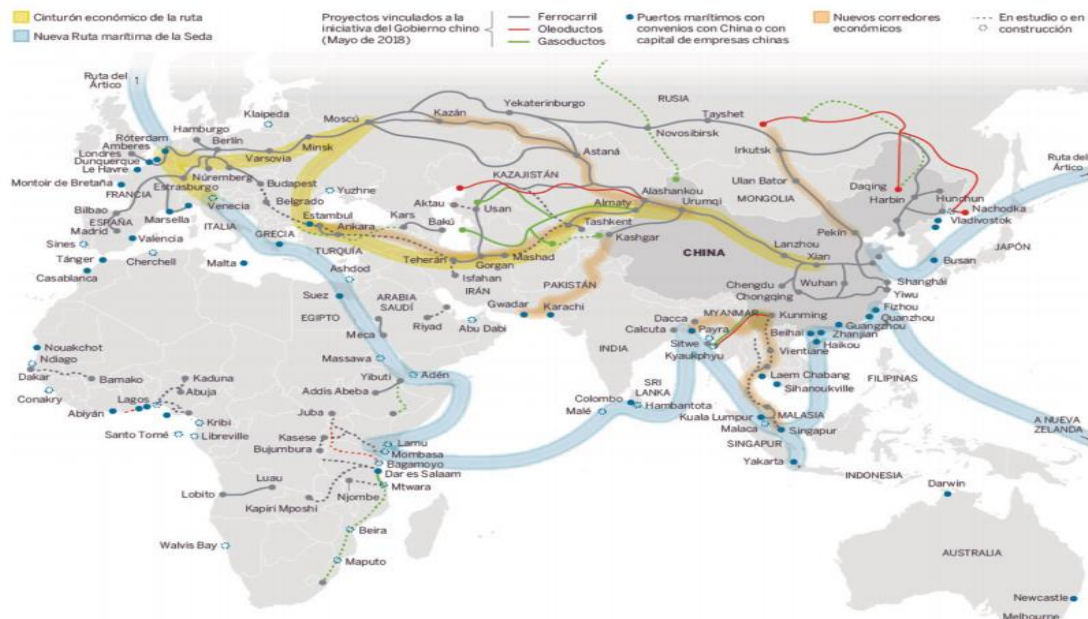 Cinturón económico de la ruta
Nueva Ruta marítima de la Seda
Proyectos vinculados a la
iniciativa del Gobierno chino
(Mayo de 2018)
Ferrocarril
Oleoductos
Gasoductos
Puertos marítimos con
convenios con China o con
capital de empresas chinas
Nuevos corredores
económicos
En estudio o en
construcción
Ruta del
Ártico
1
Klaipeda
Hamburgo
Róterdam
Berlín
Amberes
Londres
Dunquerque
Le Havre
Varsovia
Minsk
Moscú
Kazán
Yekaterinburgo
RUSIA
Tayshet
Novosibirsk
Irkutsk
Astaná
Núremberg
Montoir de Bretaña
FRANCIA
Estrasburgo
Budapest
Belgrado
Yuzhne
KAZAJISTÁN
Alashankou
Ulan Bator
MONGOLIA
Daqing
Harbin
Hunchun
Nachodka
Vladivostok
Ruta del
Ártico
Venecia
Bilbao
Marsella
ESPAÑA
Madrid
ITALIA
Estambul
Ankara
Kars
Aktau
Bakú
Usan
Almaty
Urumqi
Tashkent
Kashgar
Pekín
Valencia
GRECIA
TURQUÍA
Sines
Tánger
Casablanca
Cherchell
Malta
Ashdod
Teherán
Gorgan
Mashad
Isfahan
IRÁN
CHINA
Lanzhou
Xian
JAPÓN
Busan
Suez
EGIPTO
ARABIA
SAUDÍ
Riyad
Meca
Abu Dabi
PAKISTÁN
Gwadar
Karachi
Chengdu
Chongqing
Wuhan
Shanghái
Yiwu
Fizhou
Quanzhou
Guangzhou
Zhanjian
Haikou
Beihai
Kunming
MYANMAR
Dacca
Calcuta
Payra
Sitwe
Kyaukphyu
Vientiane
INDIA
Nouakchot
Ndiago
Dakar
Conakry
Bamako
Kaduna
Abuja
Lagos
Abiyán
Massawa
Adén
Yibuti
Addis Abeba
SRI
LANKA
Colombo
Hambantota
Malé
Laem Chabang
Sihanoukville
FILIPINAS
Kuala Lumpur
MALASIA
Malaca
Singapur
SINGAPUR
Yakarta
INDONESIA
A NUEVA
ZELANDA
Santo Tomé
Kribi
Libreville
Juba
Kasese
Bujumbura
Lamu
Mombasa
Bagamoyo
Dar es Salaam
Mtwara
Lobito
Luau
Kapiri Mposhi
Njombe
Walvis Bay
Beira
Maputo
Darwin
AUSTRALIA
Newcastle
Melbourne